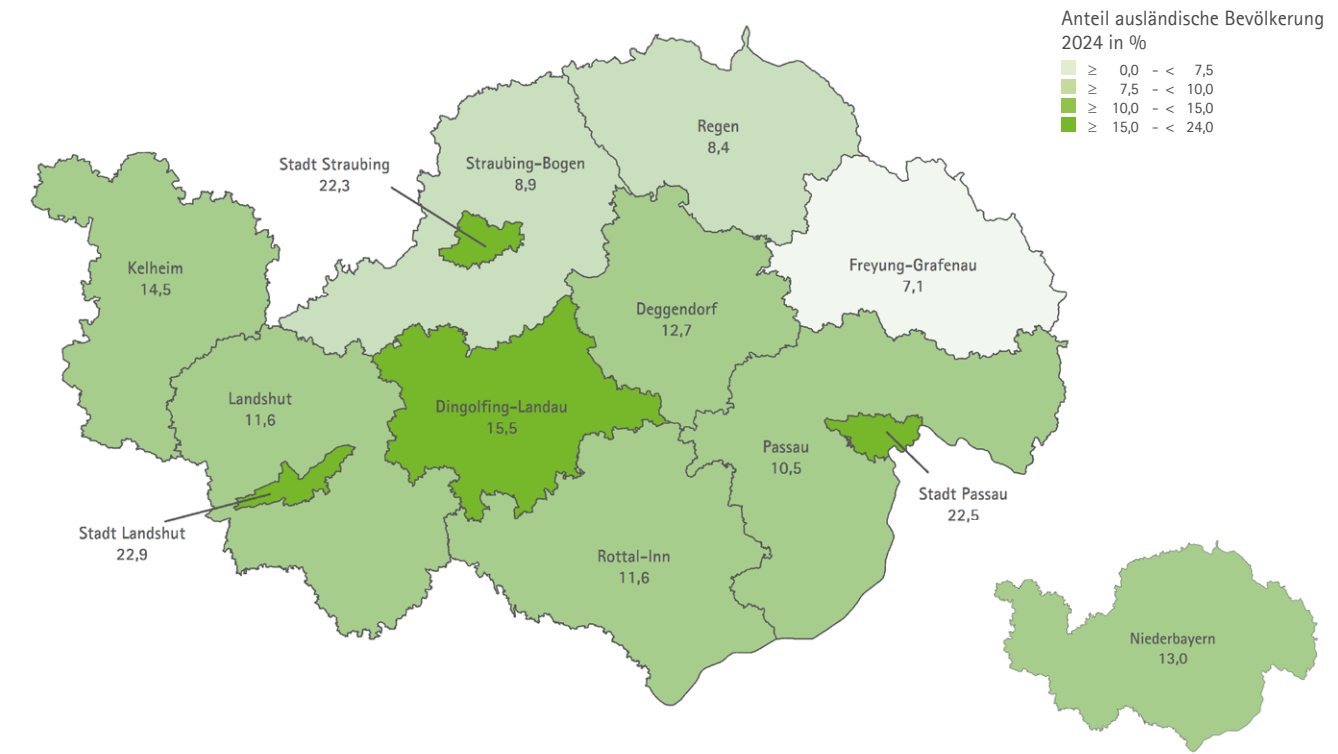 Anteil ausländische Bevölkerung
2024 in %
≥ 0,0 - < 7,5
≥ 7,5 - < 10,0
≥ 10,0 - < 15,0
≥ 15,0 - < 24,0
Regen
8,4
Stadt Straubing
22,3
Straubing-Bogen
8,9
Kelheim
14,5
Freyung-Grafenau
7,1
Deggendorf
12,7
Landshut
11,6
Dingolfing-Landau
15,5
Passau
10,5
Stadt Passau
22,5
Stadt Landshut
22,9
Rottal-Inn
11,6
Niederbayern
13,0